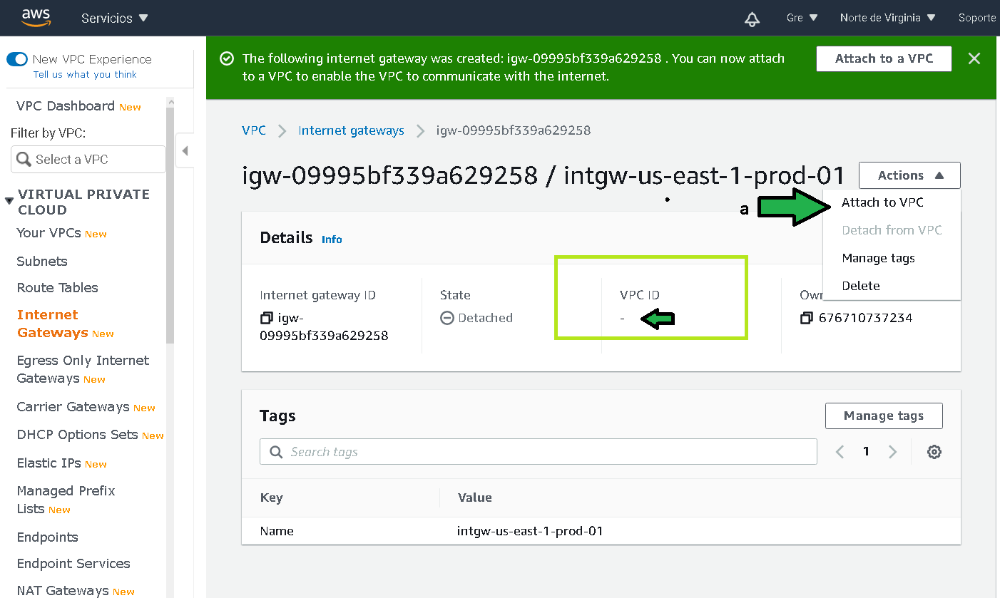 aws
Servicios
Gre
Norte de Virginia
Soporte
New VPC Experience
Tell us what you think
VPC Dashboard New
Filter by VPC:
Select a VPC
VIRTUAL PRIVATE
CLOUD
Your VPCs New
Subnets
Route Tables
Internet
Gateways New
Egress Only Internet
Gateways New
Carrier Gateways New
DHCP Options Sets New
Elastic IPs New
Managed Prefix
Lists New
Endpoints
Endpoint Services
NAT Gateways New
The following internet gateway was created: igw-09995bf339a629258 . You can now attach
to a VPC to enable the VPC to communicate with the internet.
Attach to a VPC
VPC
Internet gateways
igw-09995bf339a629258
igw-09995bf339a629258 / intgw-us-east-1-prod-01
Actions
a
Attach to VPC
Detach from VPC
Manage tags
Delete
Details Info
Internet gateway ID
igw-
09995bf339a629258
State
Detached
VPC ID
-
676710737234
Tags
Manage tags
Search tags
1
Key
Value
Name
intgw-us-east-1-prod-01